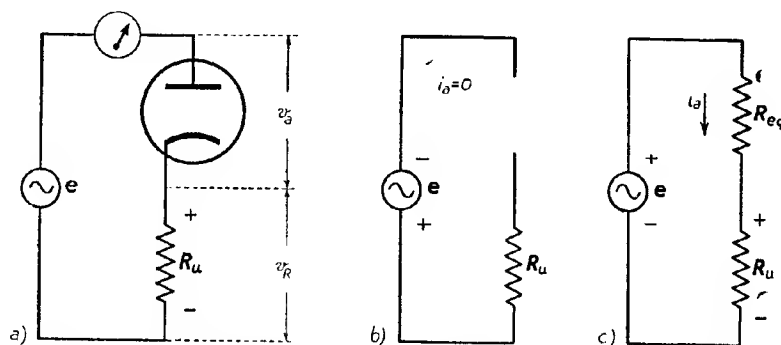 a)
e
+
R_u
−
v_a
v_R
b)
i_a=0
−
e
+
R_u
c)
i_a
R_eq
+
e
−
+
R_u
−